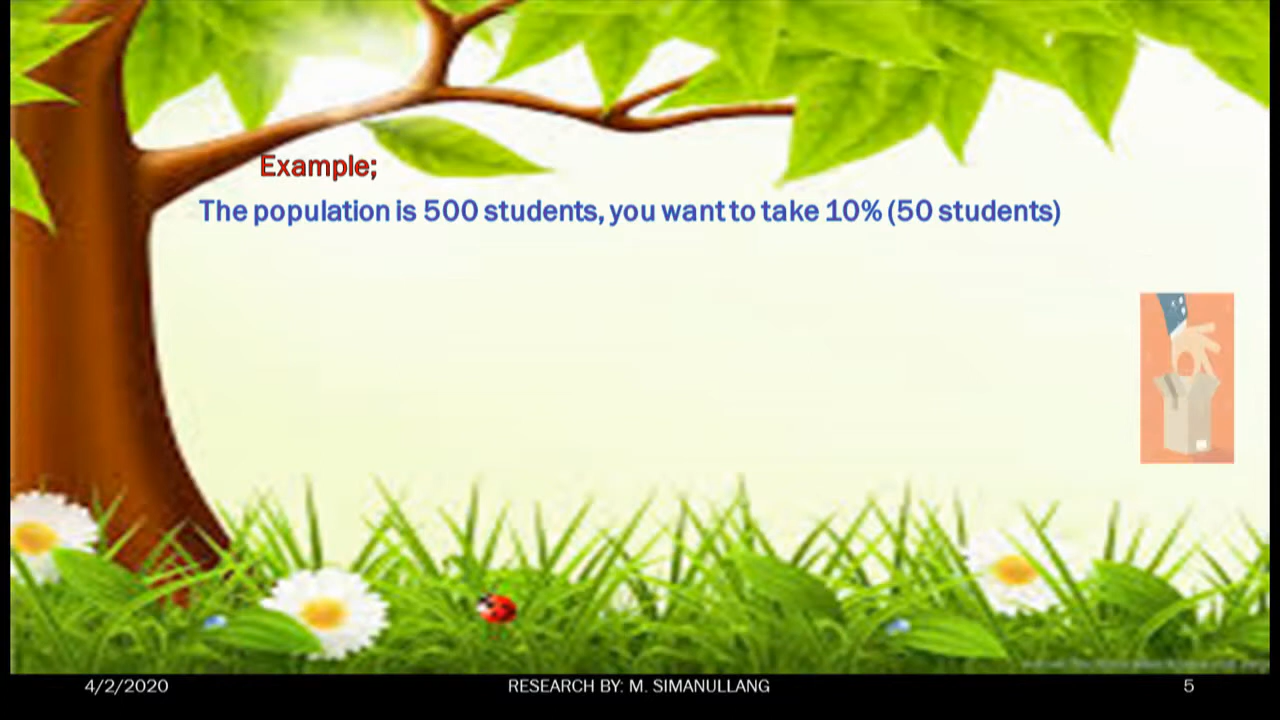 Example;
The population is 500 students, you want to take 10% (50 students)
4/2/2020
RESEARCH BY: M. SIMANULLANG
5